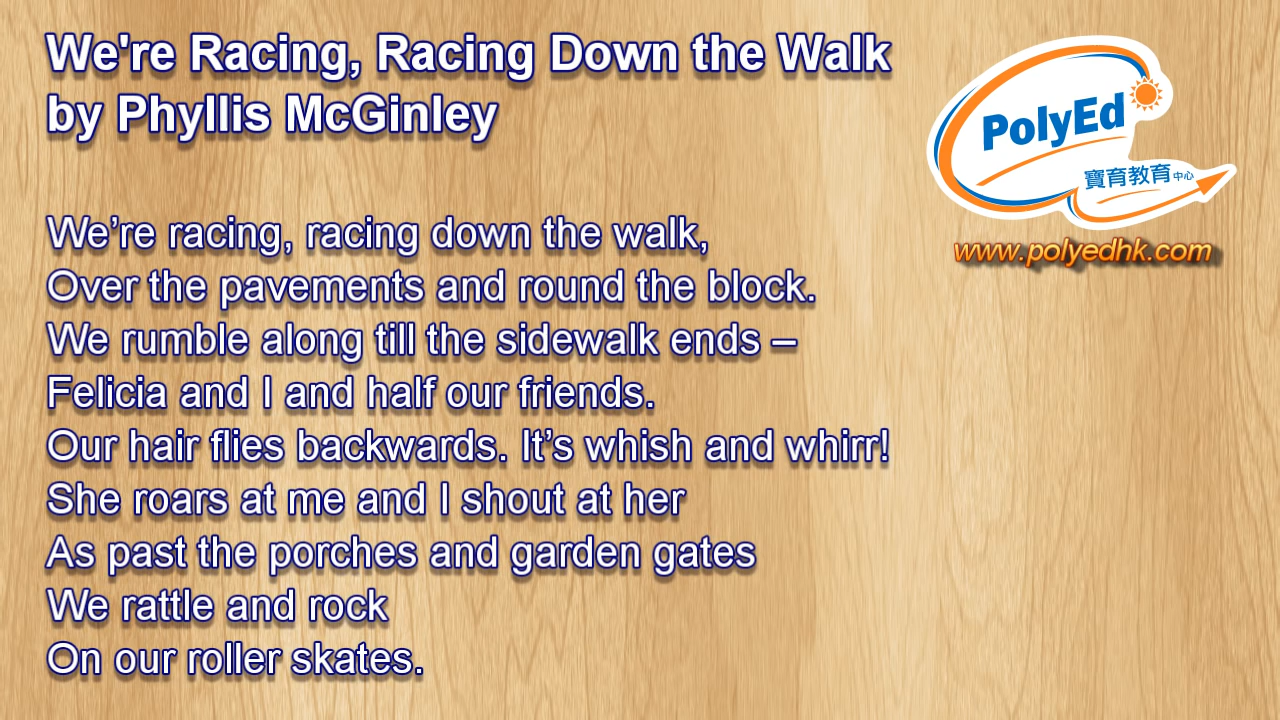 We're Racing, Racing Down the Walk
by Phyllis McGinley
PolyEd
寶育教育中心
www.polyedhk.com
We’re racing, racing down the walk,
Over the pavements and round the block.
We rumble along till the sidewalk ends –
Felicia and I and half our friends.
Our hair flies backwards. It’s whish and whirr!
She roars at me and I shout at her
As past the porches and garden gates
We rattle and rock
On our roller skates.